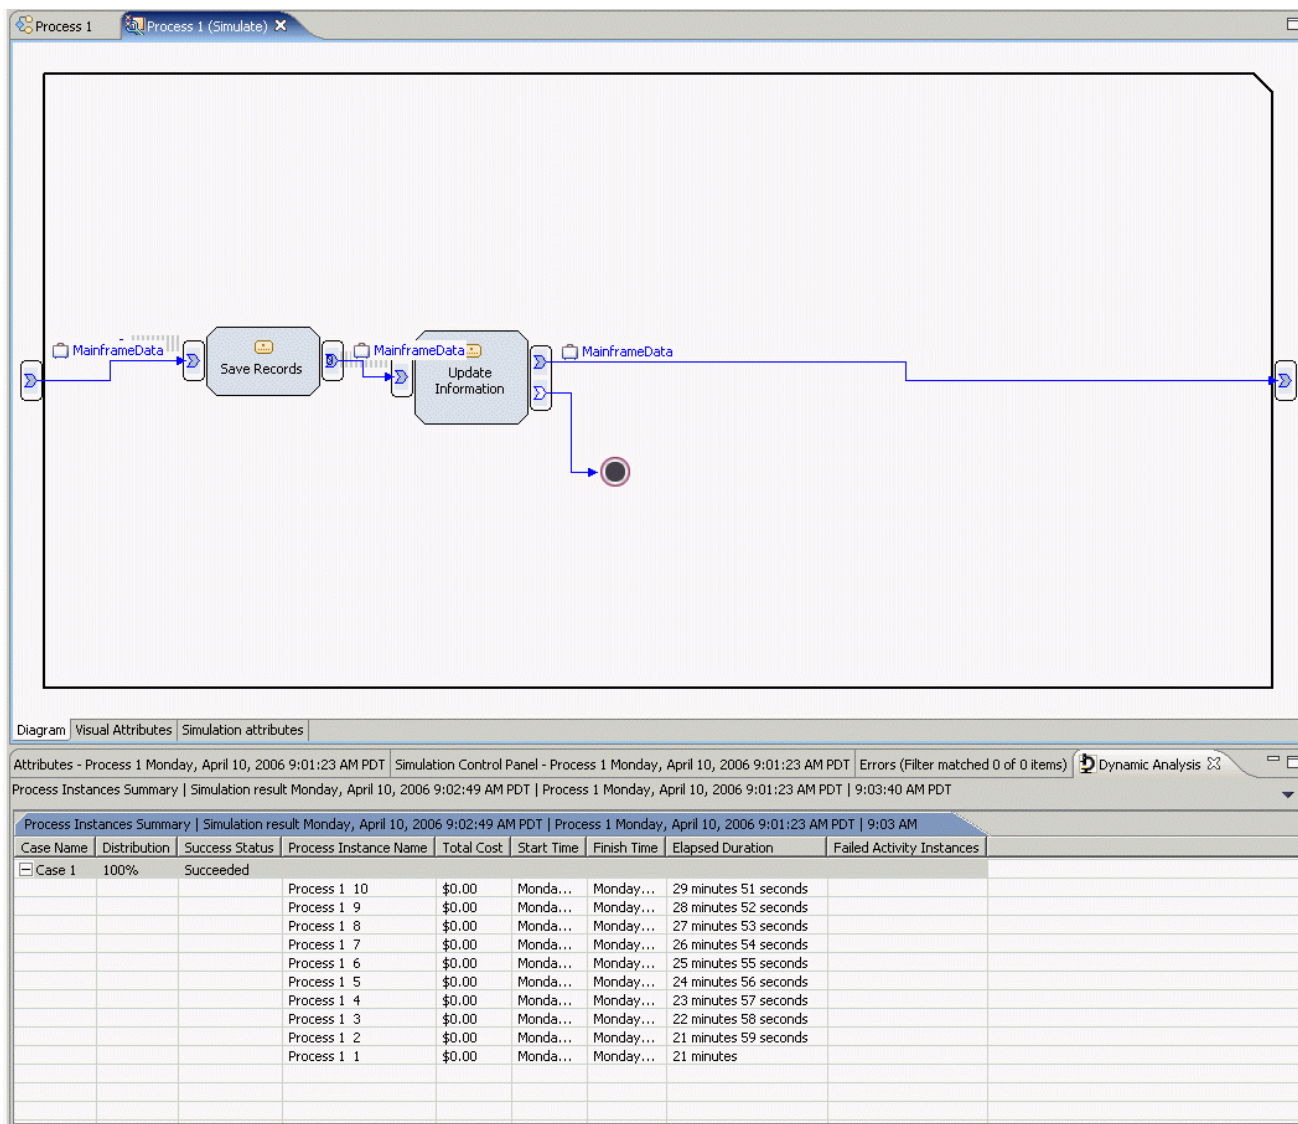 Process 1 Process 1 (Simulate)
MainframeData MainframeData MainframeData
Save Records
Update
Information
Diagram Visual Attributes Simulation attributes
Attributes - Process 1 Monday, April 10, 2006 9:01:23 AM PDT Simulation Control Panel - Process 1 Monday, April 10, 2006 9:01:23 AM PDT Errors (Filter matched 0 of 0 items) Dynamic Analysis
Process Instances Summary | Simulation result Monday, April 10, 2006 9:02:49 AM PDT | Process 1 Monday, April 10, 2006 9:01:23 AM PDT | 9:03:40 AM PDT
Process Instances Summary | Simulation result Monday, April 10, 2006 9:02:49 AM PDT | Process 1 Monday, April 10, 2006 9:01:23 AM PDT | 9:03 AM
Case Name Distribution Success Status Process Instance Name Total Cost Start Time Finish Time Elapsed Duration Failed Activity Instances
Case 1 100% Succeeded
Process 1 10 $0.00 Monda... Monday... 29 minutes 51 seconds
Process 1 9 $0.00 Monda... Monday... 28 minutes 52 seconds
Process 1 8 $0.00 Monda... Monday... 27 minutes 53 seconds
Process 1 7 $0.00 Monda... Monday... 26 minutes 54 seconds
Process 1 6 $0.00 Monda... Monday... 25 minutes 55 seconds
Process 1 5 $0.00 Monda... Monday... 24 minutes 56 seconds
Process 1 4 $0.00 Monda... Monday... 23 minutes 57 seconds
Process 1 3 $0.00 Monda... Monday... 22 minutes 58 seconds
Process 1 2 $0.00 Monda... Monday... 21 minutes 59 seconds
Process 1 1 $0.00 Monda... Monday... 21 minutes